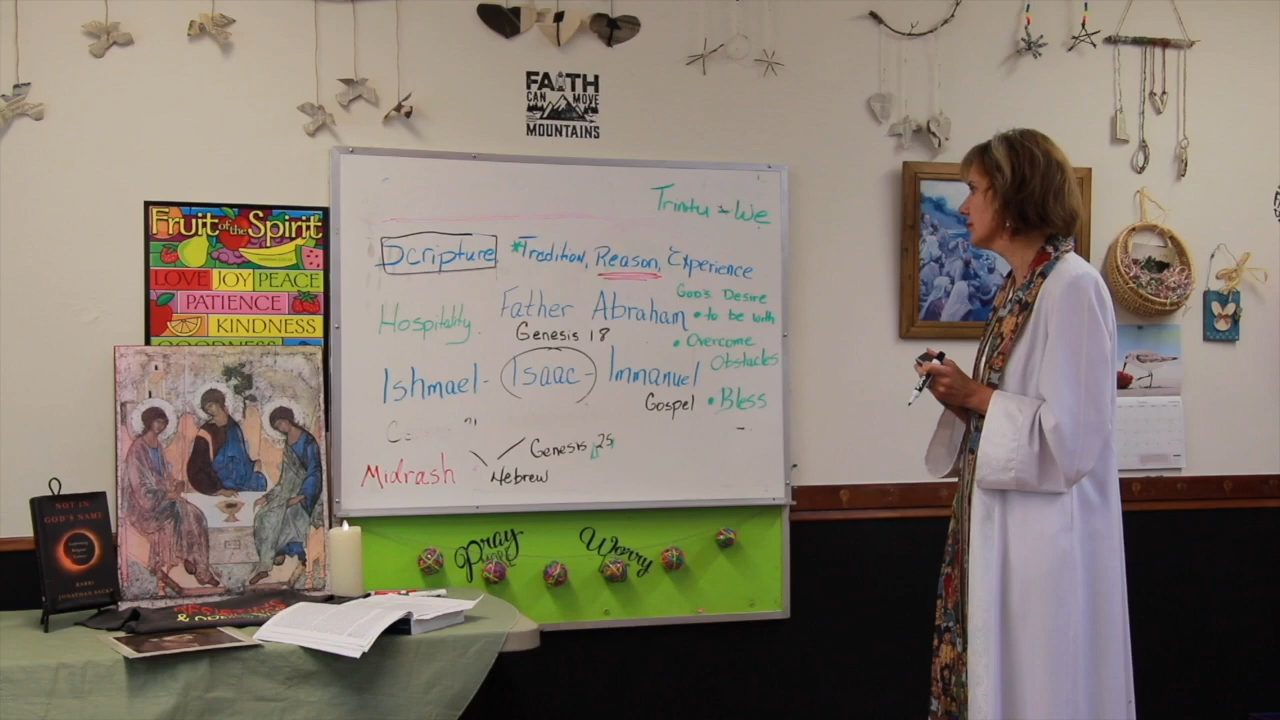 FAITH
CAN MOVE
MOUNTAINS
Fruit of the Spirit
LOVE JOY PEACE
PATIENCE
KINDNESS
GOODNESS
Trinity - We
Scripture *Tradition, Reason, Experience
Hospitality
Father Abraham
Genesis 18
God's Desire
• to be with
• Overcome
Obstacles
• Bless
Ishmael - Isaac - Immanuel
Gospel
Midrash
Genesis 25
Hebrew
Pray
MORE
Worry
NOT IN
GOD'S NAME
RABBI
JONATHAN SACKS